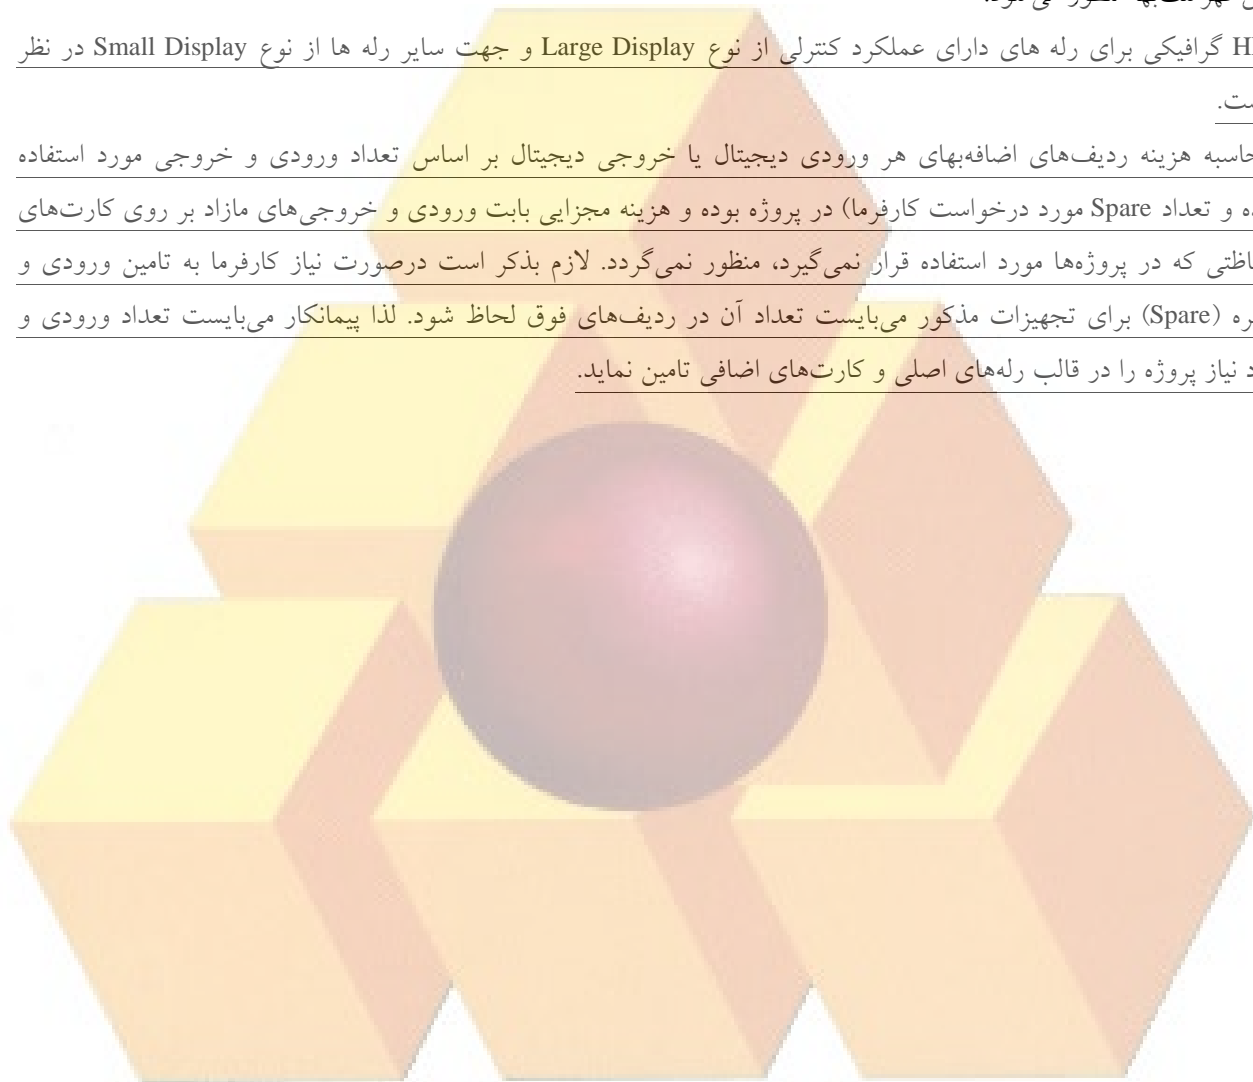 گرافیکی برای رله های دارای عملکرد کنترلی از نوع Large Display و جهت سایر رله ها از نوع Small Display در نظر
هزینه ردیف‌های اضافه‌بهای هر ورودی دیجیتال یا خروجی دیجیتال بر اساس تعداد ورودی و خروجی مورد استفاده
و تعداد Spare مورد درخواست کارفرما) در پروژه بوده و هزینه مجزایی بابت ورودی و خروجی‌های مازاد بر روی کارت‌های
که در پروژه‌ها مورد استفاده قرار نمی‌گیرد، منظور نمی‌گردد. لازم بذکر است درصورت نیاز کارفرما به تامین ورودی و
(Spare) برای تجهیزات مذکور می‌بایست تعداد آن در ردیف‌های فوق لحاظ شود. لذا پیمانکار می‌بایست تعداد ورودی و
نیاز پروژه را در قالب رله‌های اصلی و کارت‌های اضافی تامین نماید.